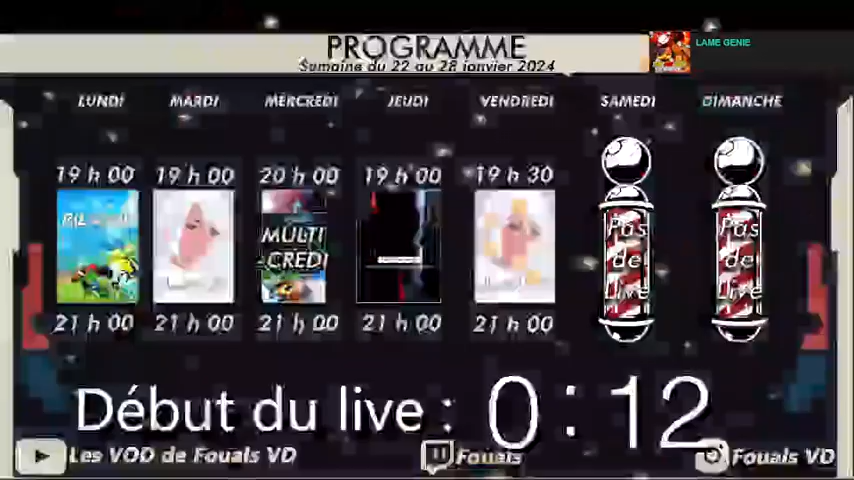 PROGRAMME
Semaine du 22 au 28 janvier 2024
LAME GENIE
LUNDI MARDI MERCREDI JEUDI VENDREDI SAMEDI DIMANCHE
19 h 00 19 h 00 20 h 00 19 h 00 19 h 30
MULTI
CREDI
Pas
de
Live
Pas
de
Live
21 h 00 21 h 00 21 h 00 21 h 00 21 h 00
Début du live : 0:12
Les VOD de Fouals VD Fouals Fouals VD